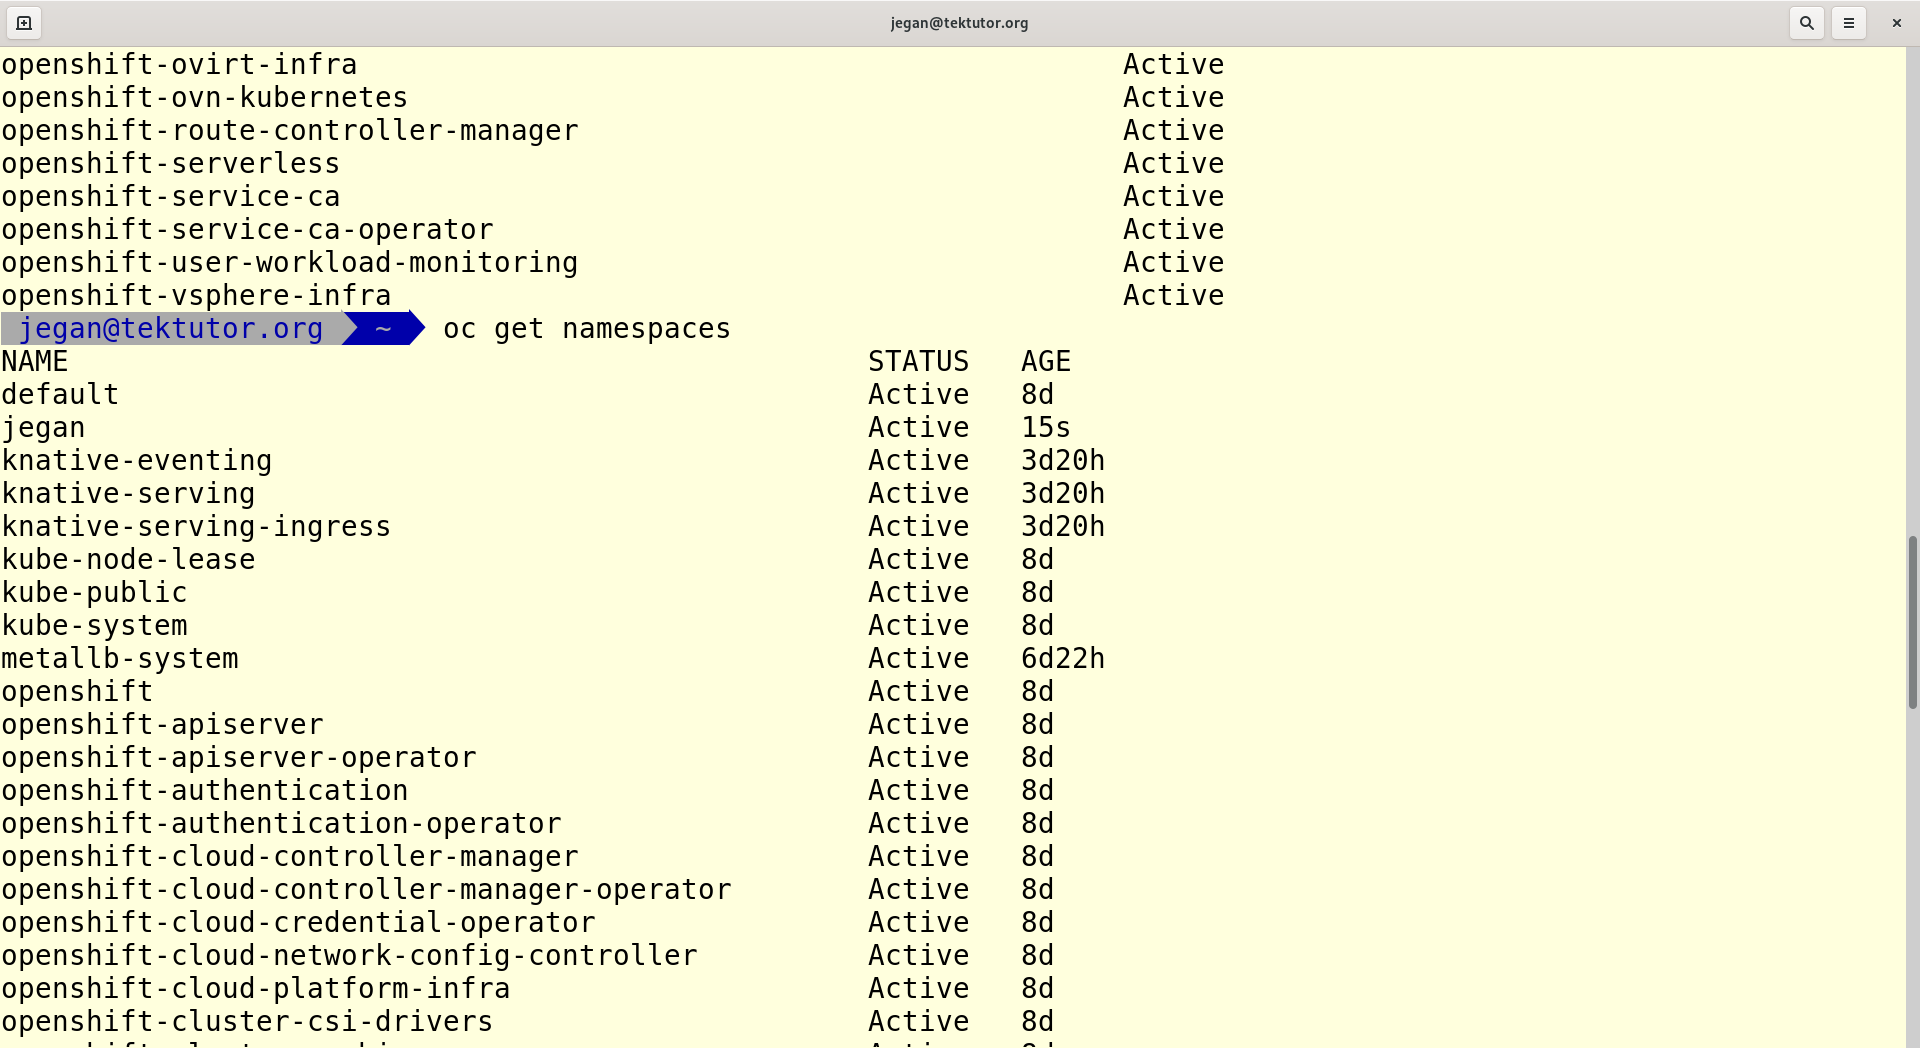 jegan@tektutor.org
openshift-ovirt-infra Active
openshift-ovn-kubernetes Active
openshift-route-controller-manager Active
openshift-serverless Active
openshift-service-ca Active
openshift-service-ca-operator Active
openshift-user-workload-monitoring Active
openshift-vsphere-infra Active
jegan@tektutor.org ~ oc get namespaces
NAME STATUS AGE
default Active 8d
jegan Active 15s
knative-eventing Active 3d20h
knative-serving Active 3d20h
knative-serving-ingress Active 3d20h
kube-node-lease Active 8d
kube-public Active 8d
kube-system Active 8d
metallb-system Active 6d22h
openshift Active 8d
openshift-apiserver Active 8d
openshift-apiserver-operator Active 8d
openshift-authentication Active 8d
openshift-authentication-operator Active 8d
openshift-cloud-controller-manager Active 8d
openshift-cloud-controller-manager-operator Active 8d
openshift-cloud-credential-operator Active 8d
openshift-cloud-network-config-controller Active 8d
openshift-cloud-platform-infra Active 8d
openshift-cluster-csi-drivers Active 8d